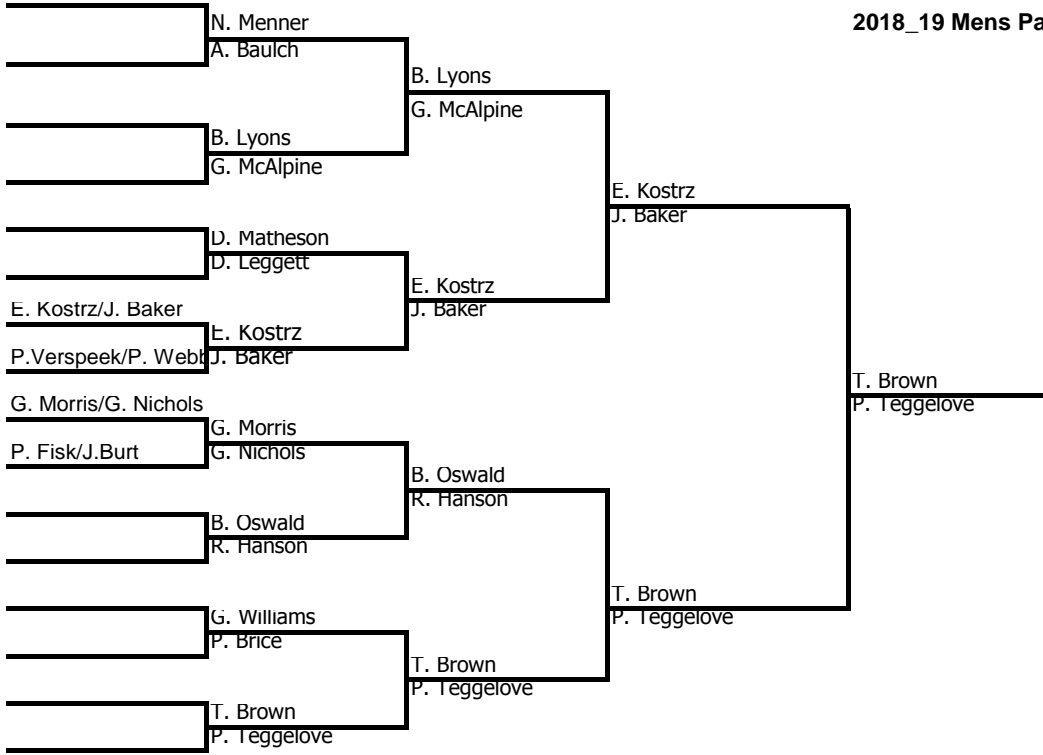 2018_19 Mens Pa
N. Menner
A. Baulch
B. Lyons
G. McAlpine
B. Lyons
G. McAlpine
E. Kostrz
J. Baker
D. Matheson
D. Leggett
E. Kostrz
J. Baker
E. Kostrz/J. Baker
E. Kostrz
P.Verspeek/P. Webb
J. Baker
T. Brown
P. Teggelove
G. Morris/G. Nichols
G. Morris
P. Fisk/J.Burt
G. Nichols
B. Oswald
R. Hanson
B. Oswald
R. Hanson
T. Brown
P. Teggelove
G. Williams
P. Brice
T. Brown
P. Teggelove
T. Brown
P. Teggelove